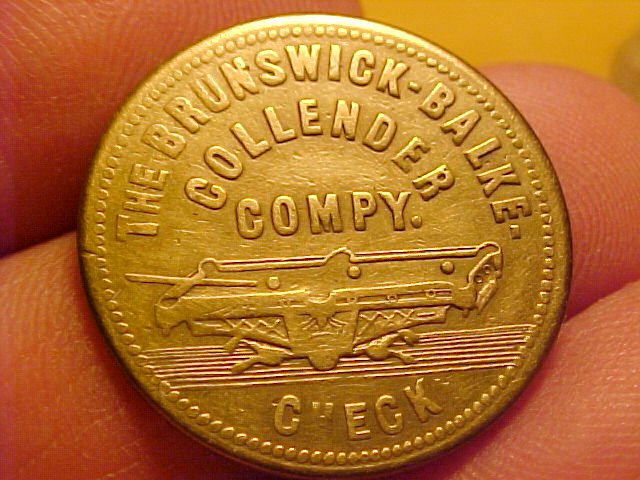 THE BRUNSWICK-BALKE-
COLLENDER
COMPY.
CHECK